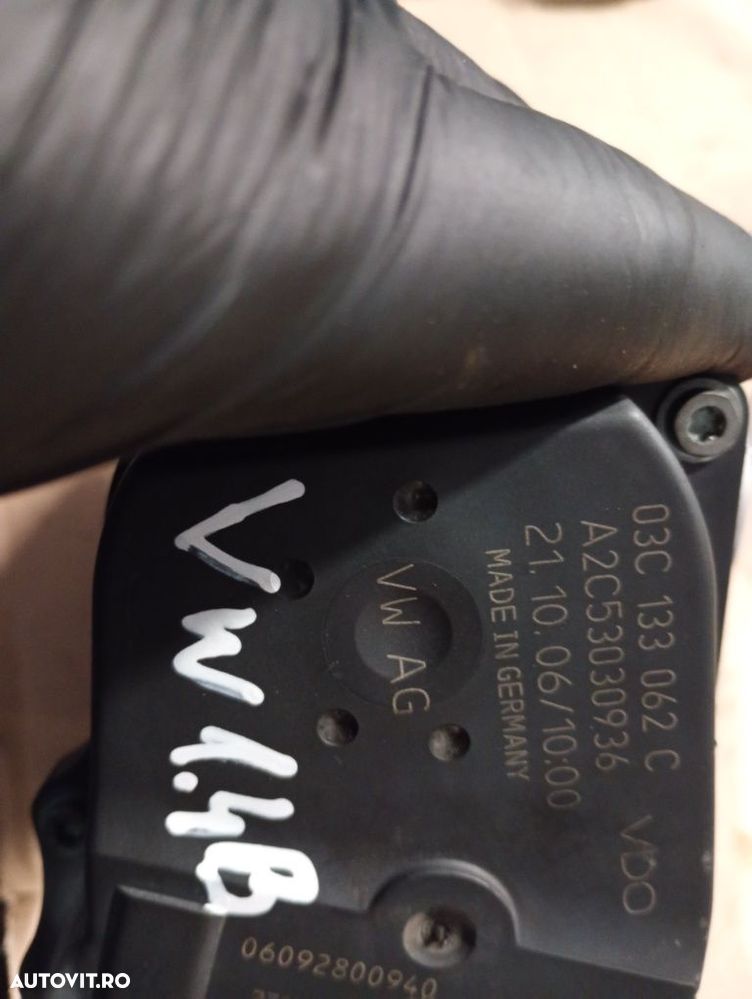 03C 133 062 C
A2C53030936
VDO
21.10.06/10:00
MADE IN GERMANY
VW AG
Vw 1.4B
06092800940
AUTOVIT.RO